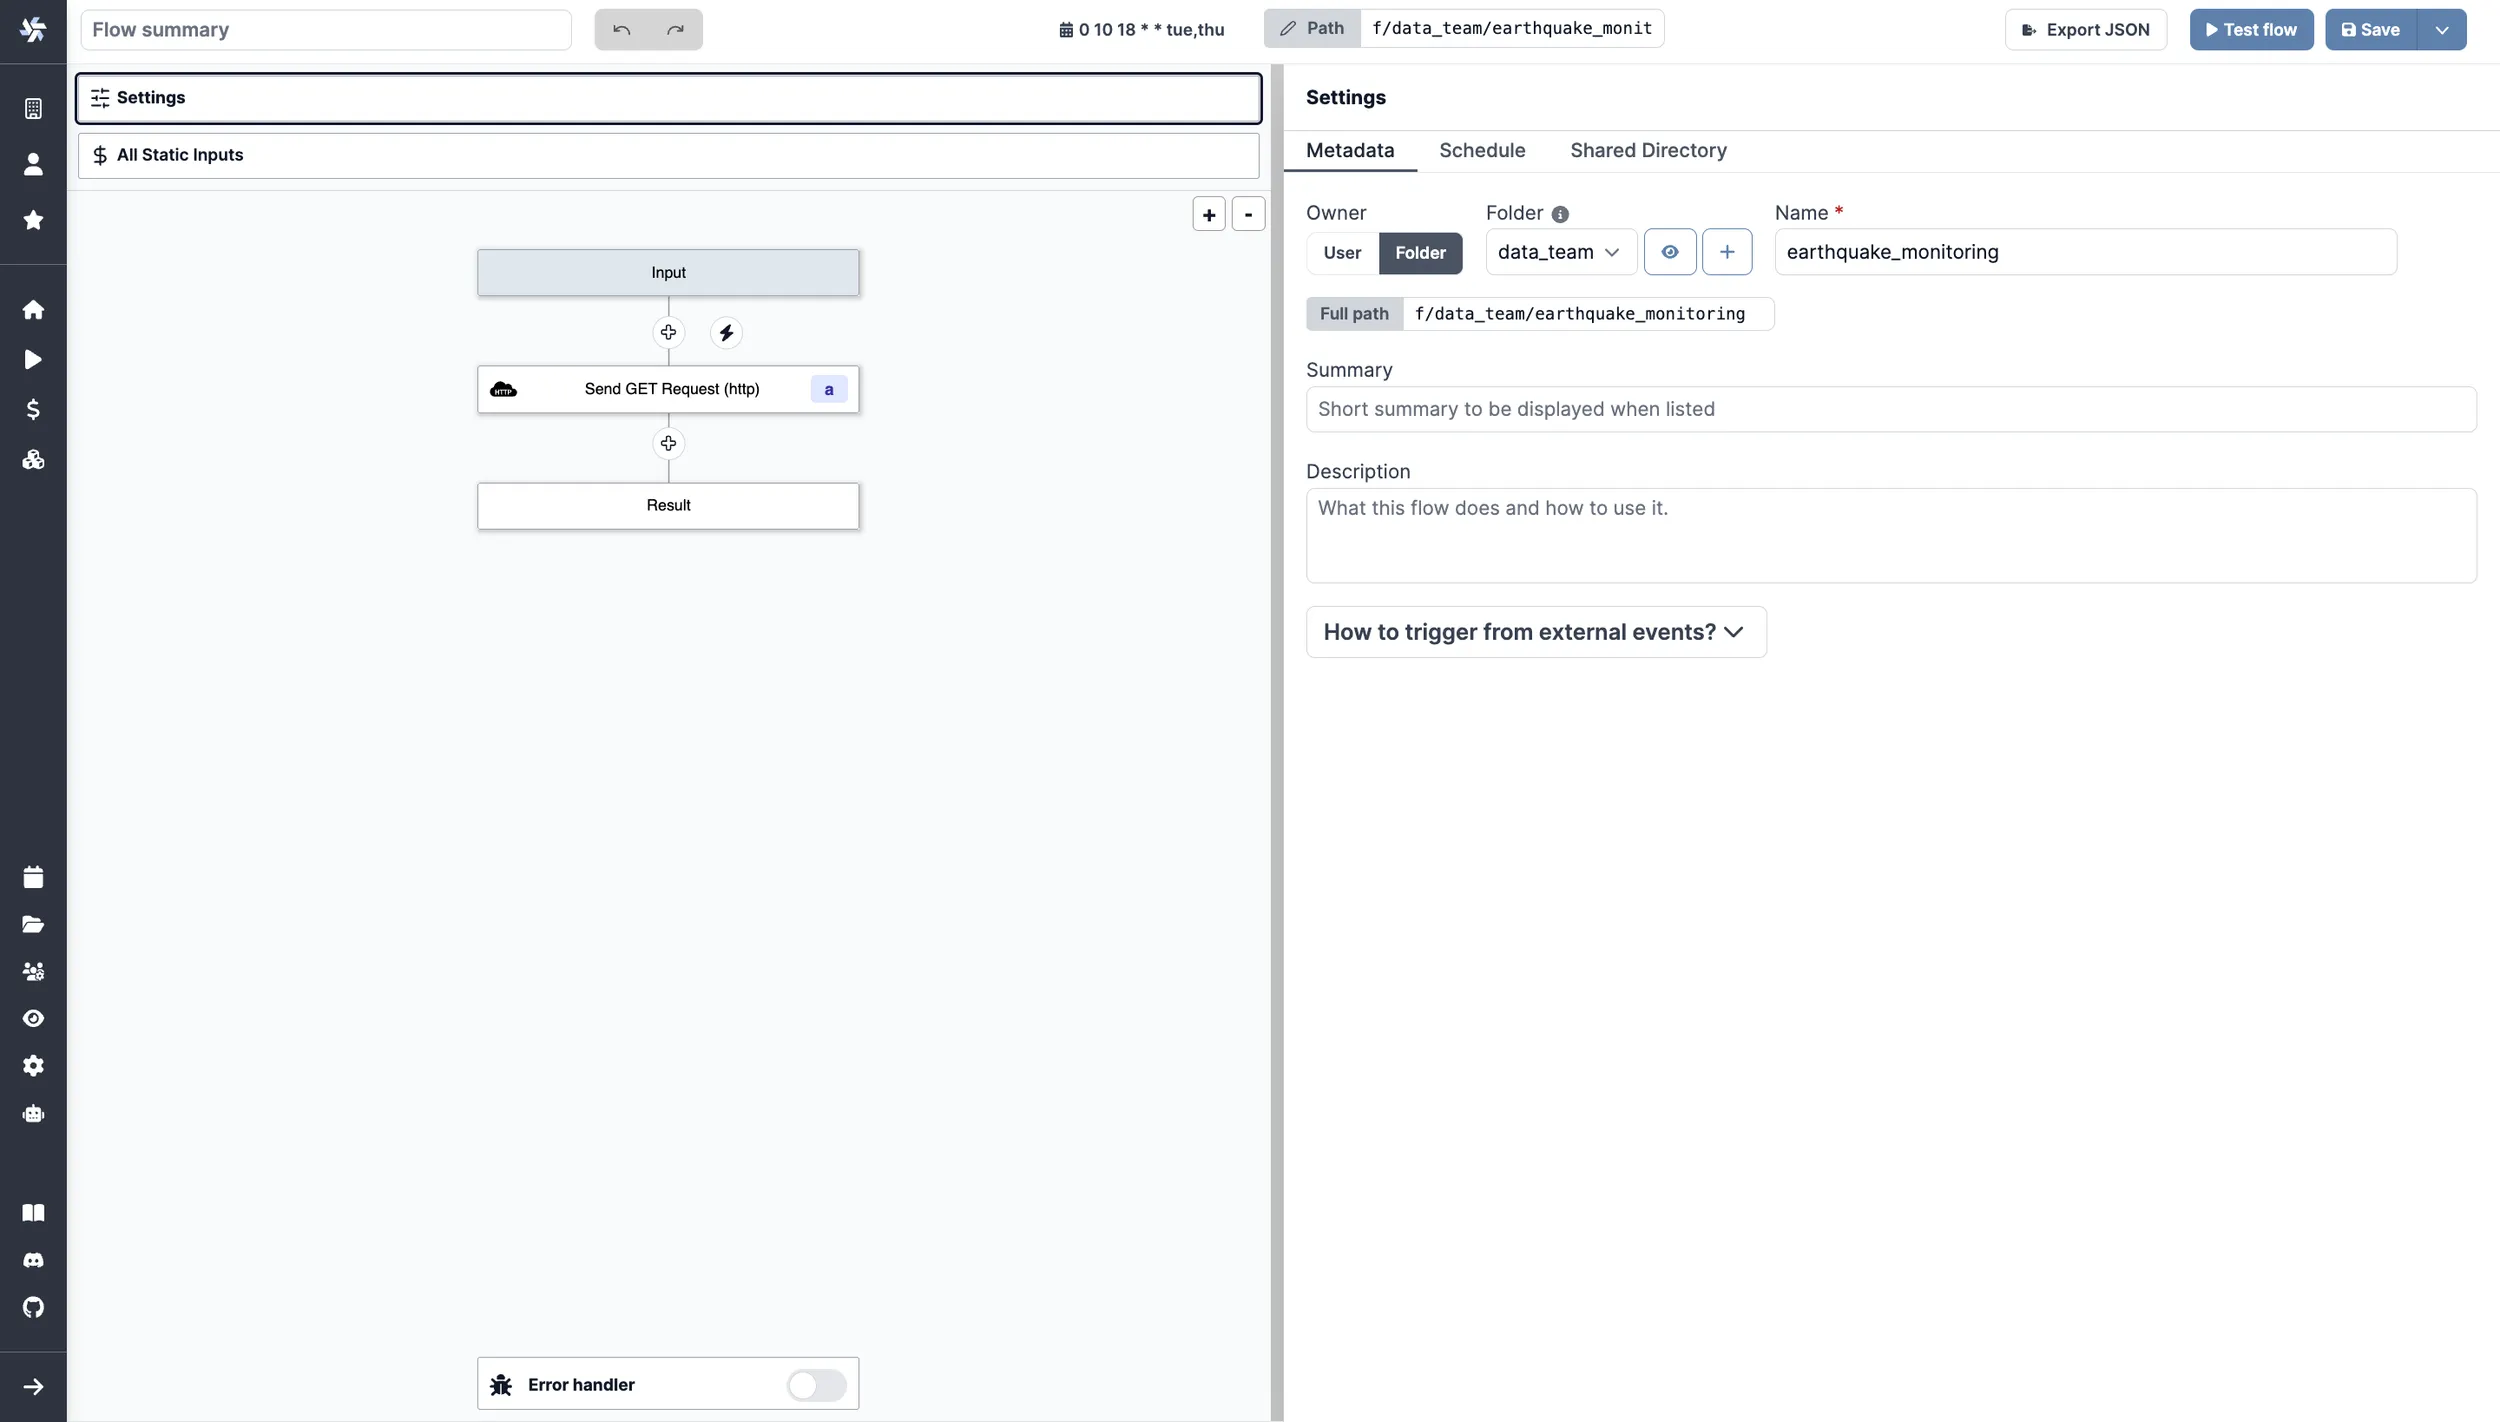 Flow summary
0 10 18 * * tue,thu
Path
f/data_team/earthquake_monit
Export JSON
Test flow
Save
Settings
All Static Inputs
+
-
Input
HTTP
Send GET Request (http)
a
Result
Error handler
Settings
Metadata
Schedule
Shared Directory
Owner
Folder
Name *
User
Folder
data_team
earthquake_monitoring
Full path
f/data_team/earthquake_monitoring
Summary
Short summary to be displayed when listed
Description
What this flow does and how to use it.
How to trigger from external events?